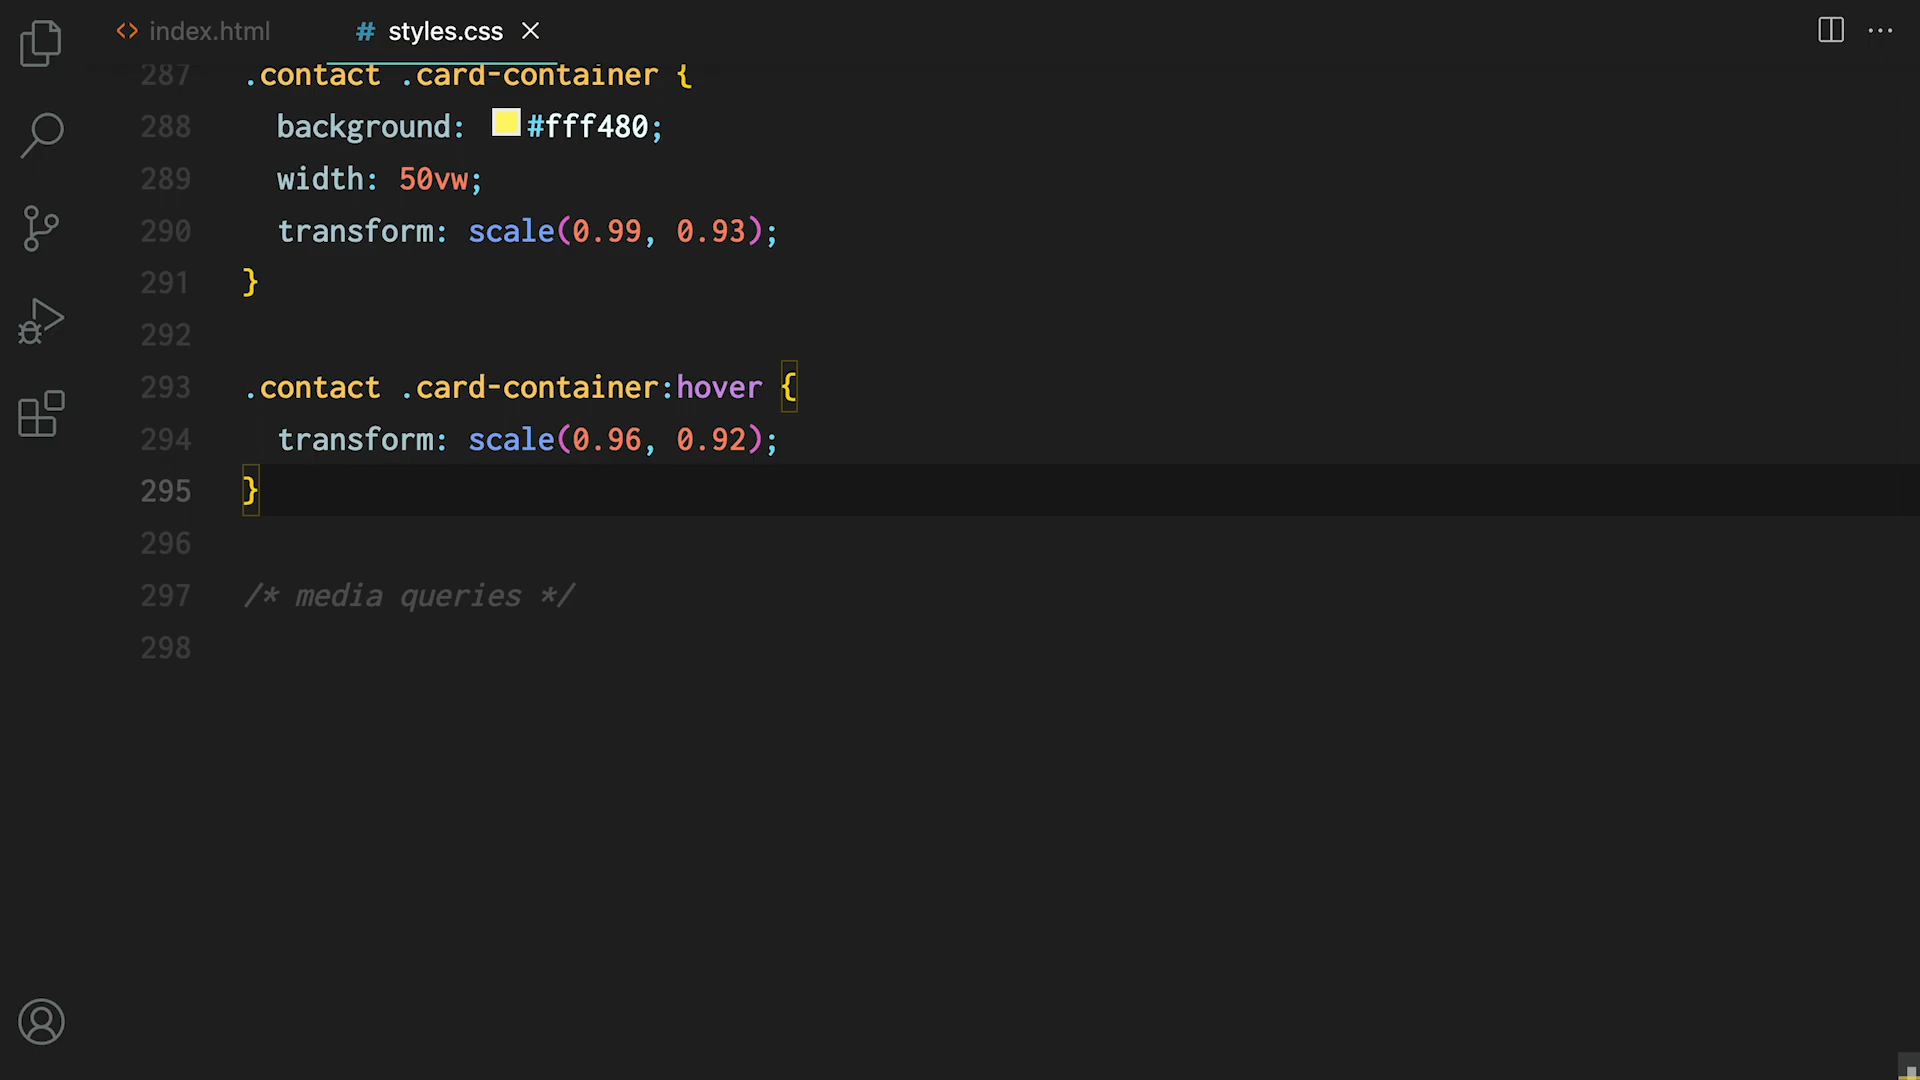 index.html
# styles.css
287 .contact .card-container {
288 background: #fff480;
289 width: 50vw;
290 transform: scale(0.99, 0.93);
291 }
292
293 .contact .card-container:hover {
294 transform: scale(0.96, 0.92);
295 }
296
297 /* media queries */
298